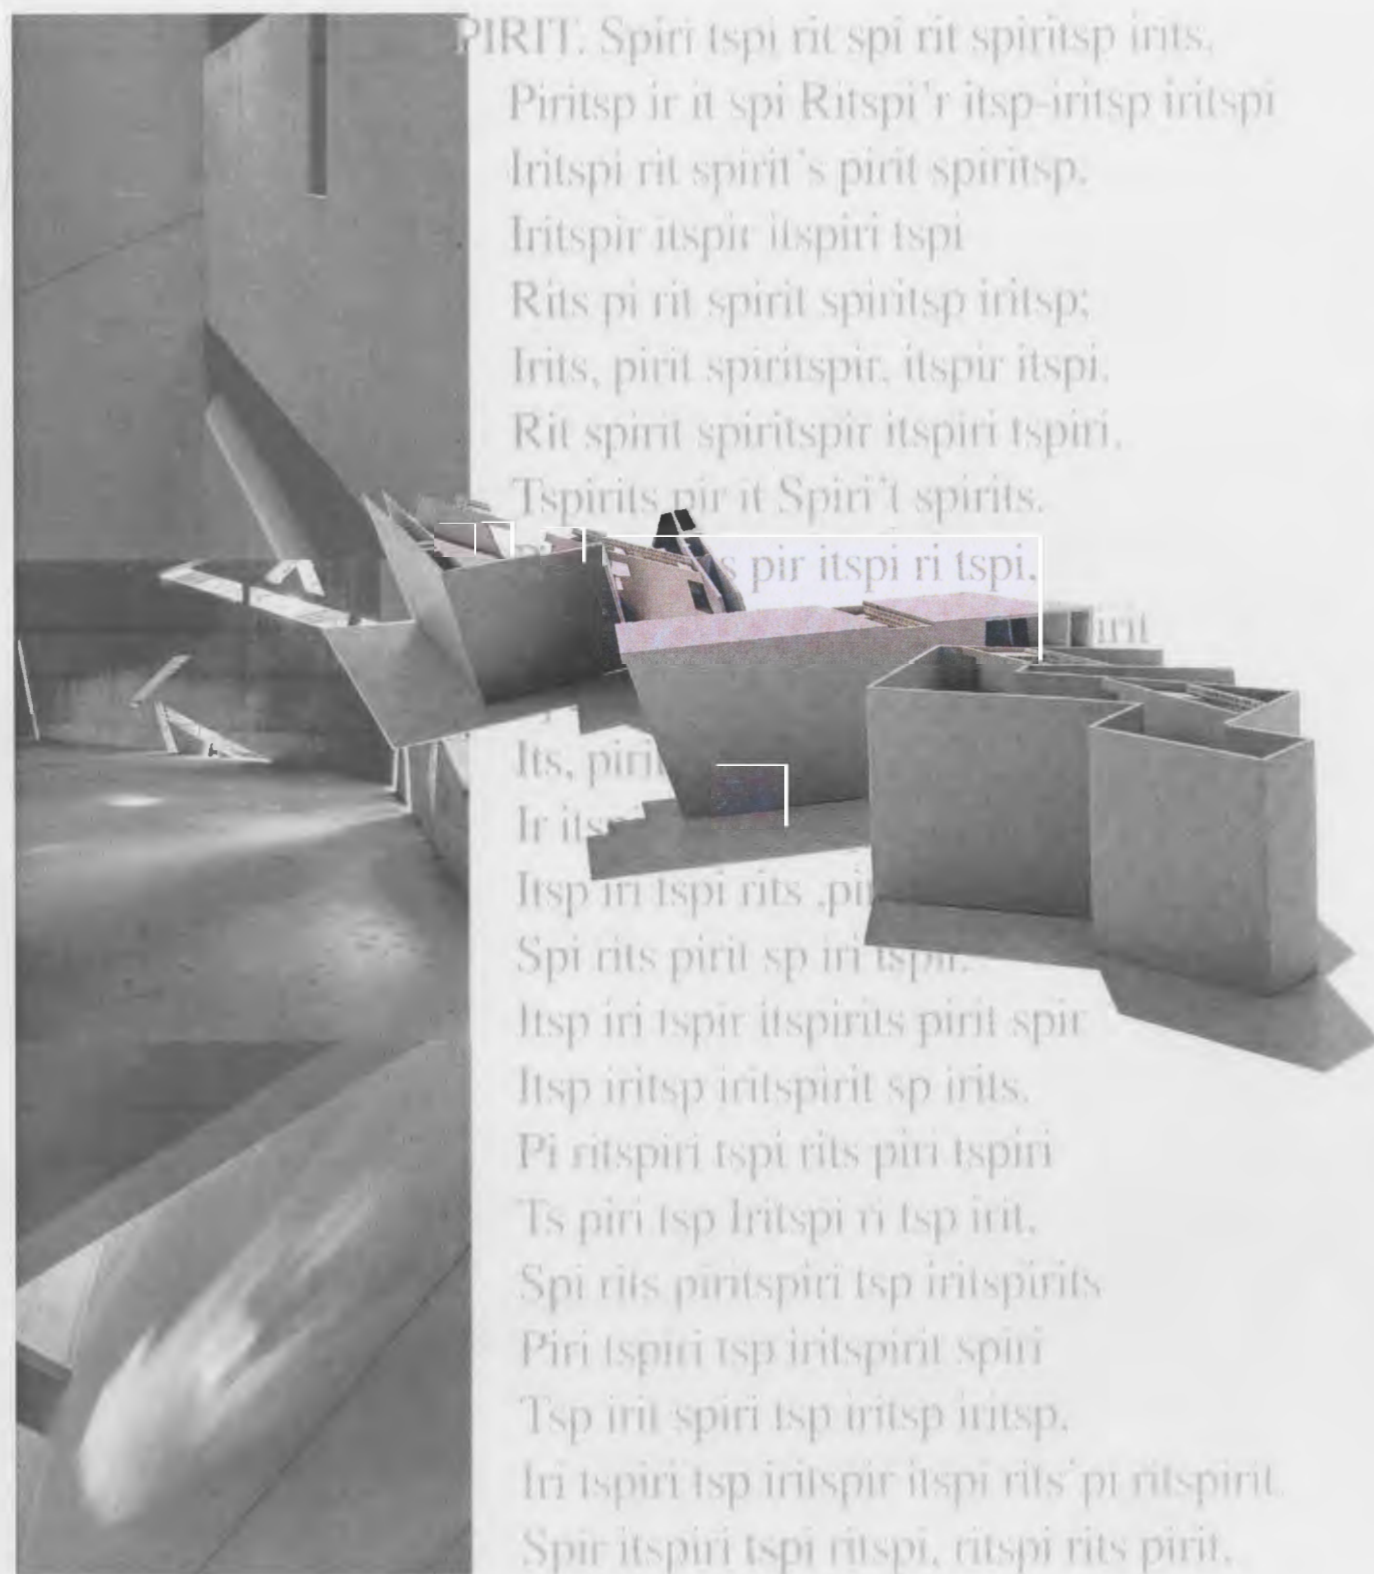 PIRIT. Spiri tspi rit spi rit spiritsp irits.
Piritsp ir it spi Ritspi'r itsp-iritsp iritspi
Iritspi rit spirit's pirit spiritsp.
Iritspir itspir itspiri tspi
Rits pi rit spirit spiritsp iritsp;
Irits, pirit spiritspir, itspir itspi.
Rit spirit spiritspir itspiri tspiri.
Tspirits pir it Spiri't spirits.
s pir itspi ri tspi.
irit
Its, pirit
Ir its
Itsp iri tspi rits ,pi
Spi rits pirit sp iri tspir.
Itsp iri tspir itspirits pirit spir
Itsp iritsp iritspirit sp irits.
Pi ritspiri tspi rits piri tspiri
Ts piri tsp Iritspi ri tsp irit.
Spi rits piritspiri tsp iritspirits
Piri tspiri tsp iritspirit spiri
Tsp irit spiri tsp iritsp iritsp.
Iri tspiri tsp iritspir itspi rits' pi ritspirit.
Spir itspiri tspi ritspi, ritspi rits pirit.